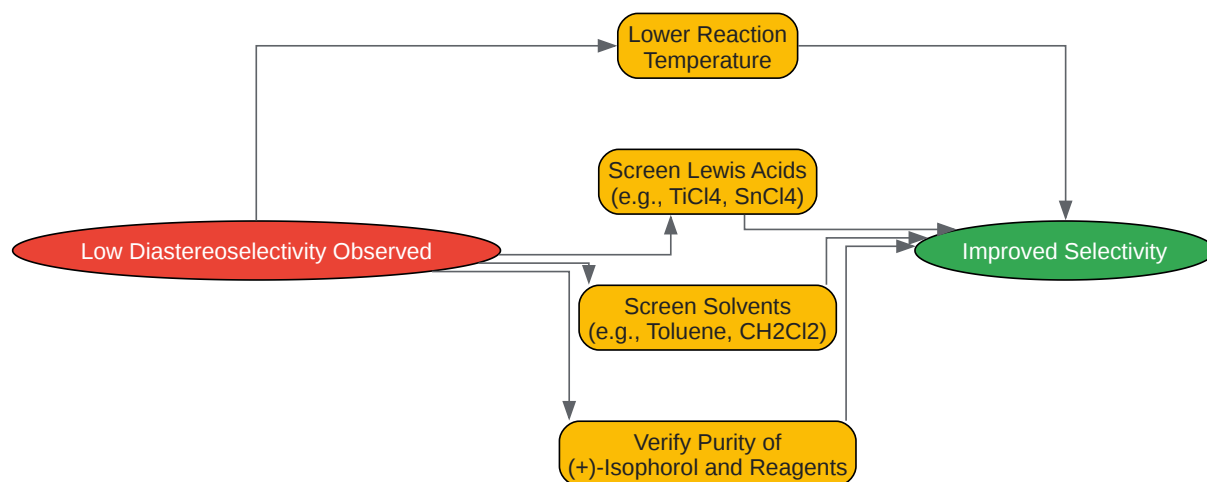 Lower Reaction
Temperature
Screen Lewis Acids
(e.g., TiCl4, SnCl4)
Low Diastereoselectivity Observed
Improved Selectivity
Screen Solvents
(e.g., Toluene, CH2Cl2)
Verify Purity of
(+)-Isophorol and Reagents